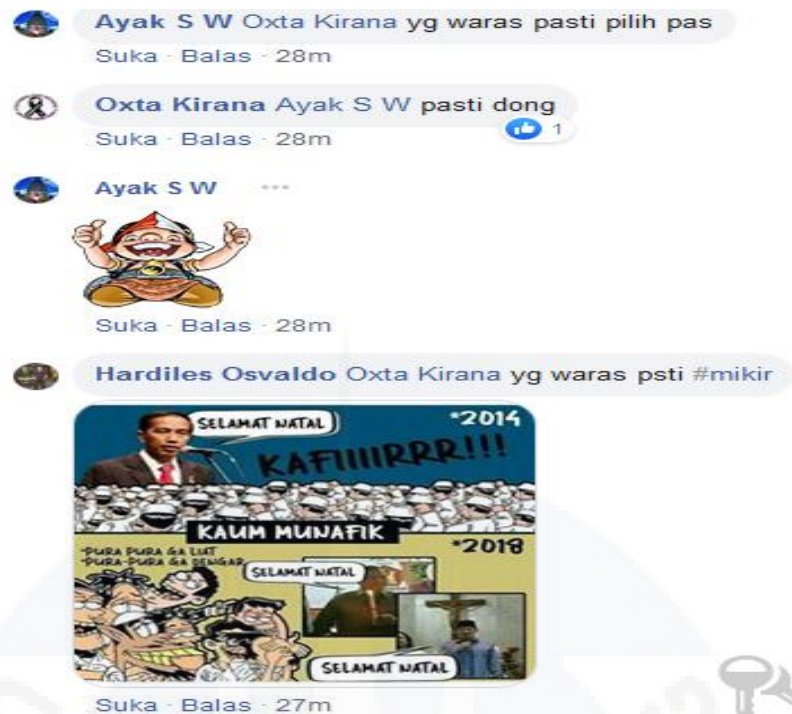 Ayak S W Oxta Kirana yg waras pasti pilih pas
Suka · Balas · 28m
Oxta Kirana Ayak S W pasti dong
1
Suka · Balas · 28m
Ayak S W
Suka · Balas · 28m
Hardiles Osvaldo Oxta Kirana yg waras psti #mikir
SELAMAT NATAL
*2014
KAFIIIIRRR!!!
KAUM MUNAFIK
*2018
*PURA PURA GA LIAT
*PURA-PURA GA DENGAR
SELAMAT NATAL
SELAMAT NATAL
Suka · Balas · 27m